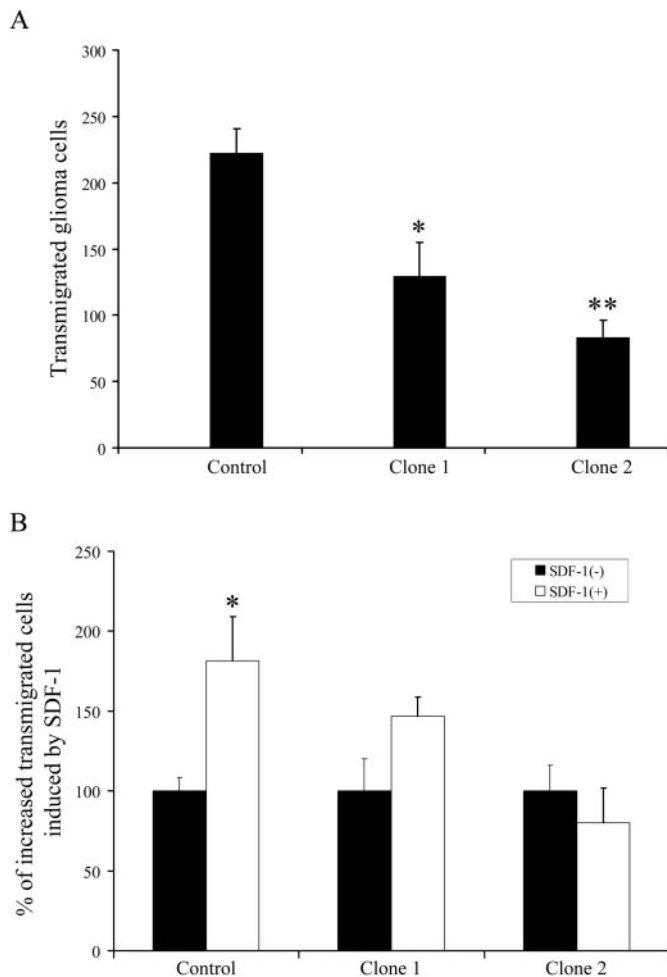 A
Transmigrated glioma cells
300
250
200
150
100
50
0
*
**
Control
Clone 1
Clone 2
B
% of increased transmigrated cells
induced by SDF-1
250
200
150
100
50
0
*
SDF-1(-)
SDF-1(+)
Control
Clone 1
Clone 2